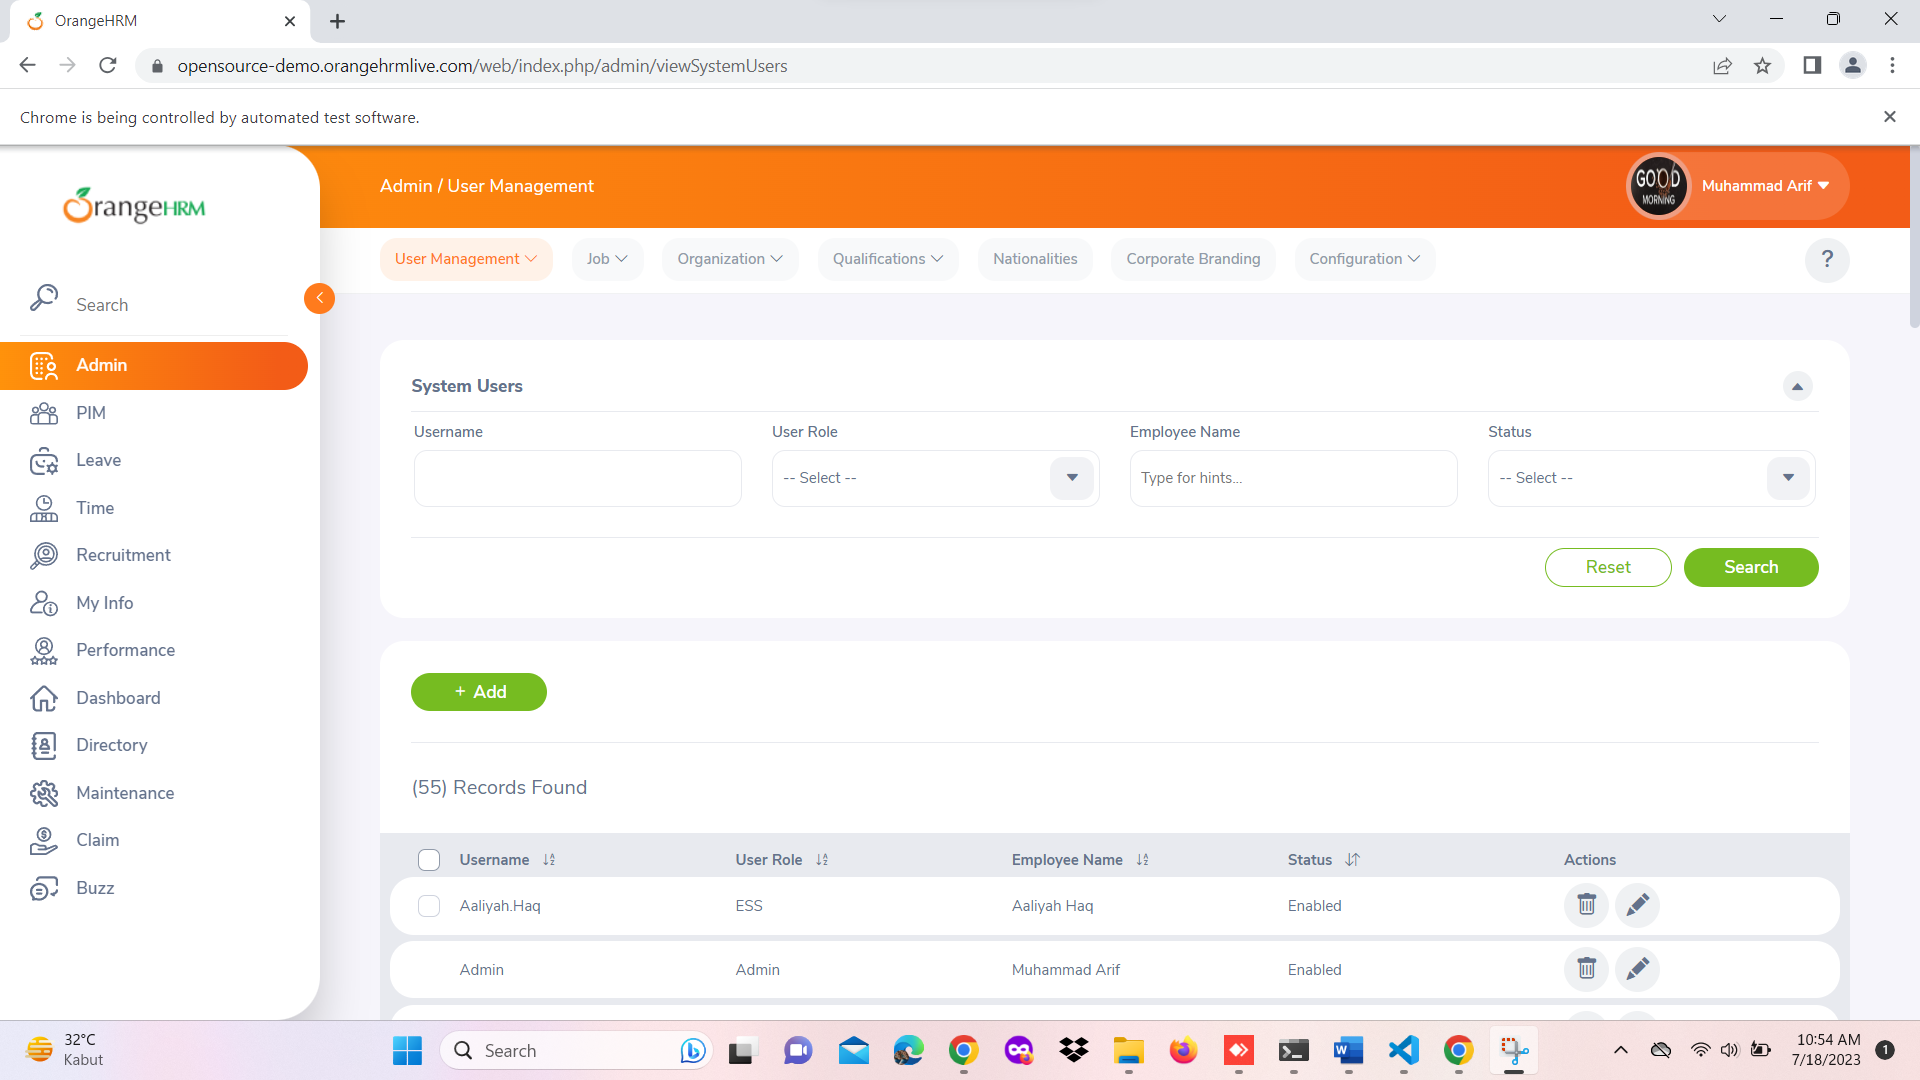 OrangeHRM
opensource-demo.orangehrmlive.com/web/index.php/admin/viewSystemUsers
Chrome is being controlled by automated test software.
OrangeHRM
Admin / User Management
GOOD
MORNING
Muhammad Arif
User Management
Job
Organization
Qualifications
Nationalities
Corporate Branding
Configuration
?
Search
Admin
PIM
Leave
Time
Recruitment
My Info
Performance
Dashboard
Directory
Maintenance
Claim
Buzz
System Users
Username
User Role
Employee Name
Status
-- Select --
Type for hints...
-- Select --
Reset
Search
+ Add
(55) Records Found
Username
User Role
Employee Name
Status
Actions
Aaliyah.Haq
ESS
Aaliyah Haq
Enabled
Admin
Admin
Muhammad Arif
Enabled
32°C
Kabut
Search
10:54 AM
7/18/2023
1